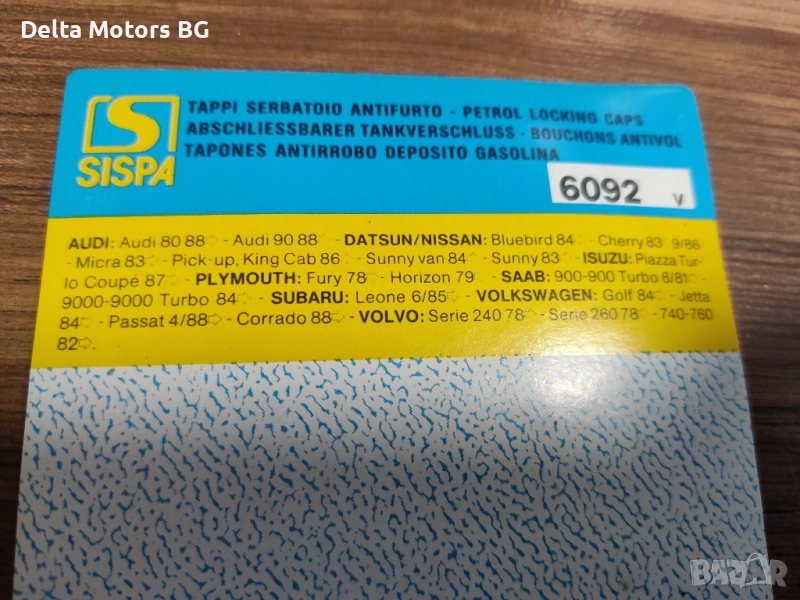 Delta Motors BG
SISPA
TAPPI SERBATOIO ANTIFURTO - PETROL LOCKING CAPS
ABSCHLIESSBARER TANKVERSCHLUSS - BOUCHONS ANTIVOL
TAPONES ANTIRROBO DEPOSITO GASOLINA
6092 V
AUDI: Audi 80 88⇨ - Audi 90 88⇨ - DATSUN/NISSAN: Bluebird 84⇨ - Cherry 83⇨9/86
- Micra 83⇨ - Pick-up, King Cab 86⇨ - Sunny van 84⇨ - Sunny 83⇨ - ISUZU: Piazza Tur-
lo Coupé 87⇨ - PLYMOUTH: Fury 78⇨ - Horizon 79⇨ - SAAB: 900-900 Turbo 6/81⇨ -
9000-9000 Turbo 84⇨ - SUBARU: Leone 6/85⇨ - VOLKSWAGEN: Golf 84⇨ - Jetta
84⇨ - Passat 4/88⇨ - Corrado 88⇨ - VOLVO: Serie 240 78⇨ - Serie 260 78⇨ - 740-760
82⇨.
BAZAR